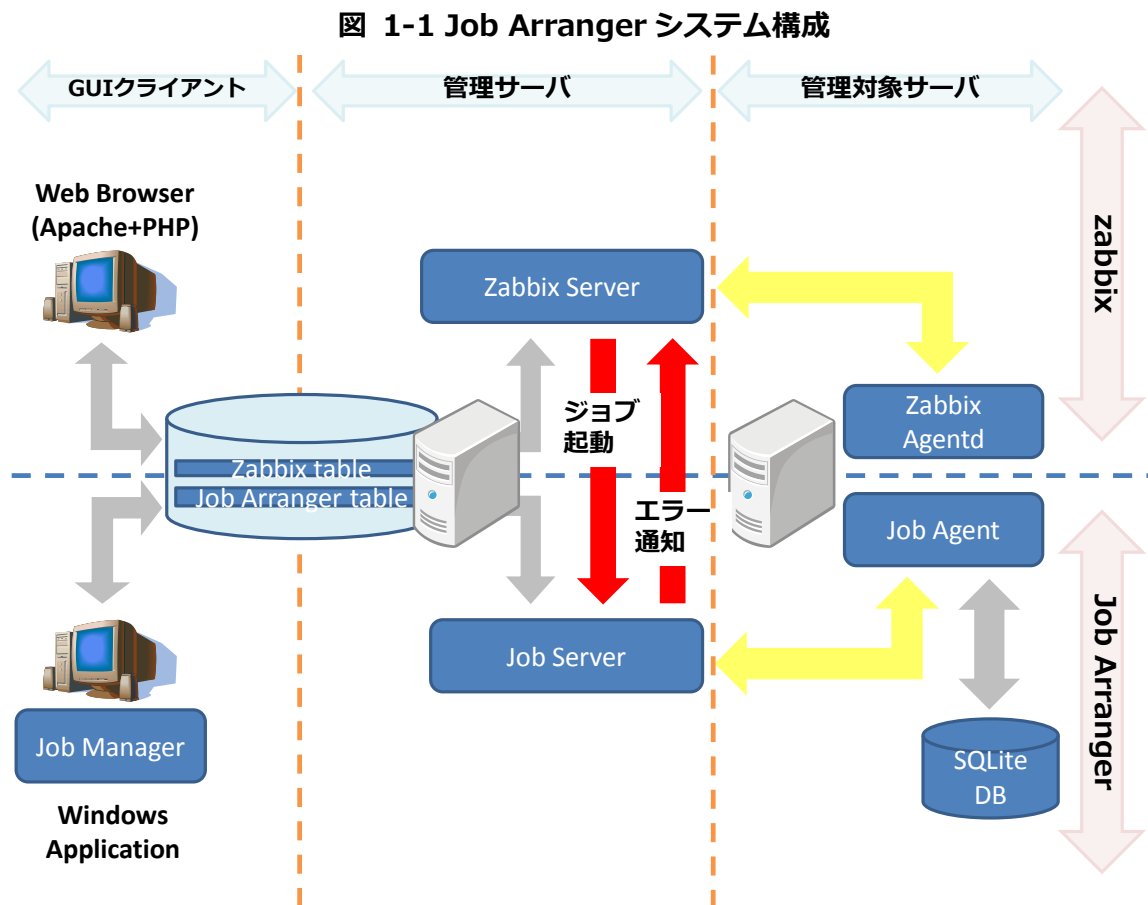 図 1-1 Job Arranger システム構成
GUIクライアント
管理サーバ
管理対象サーバ
Web Browser
(Apache+PHP)
Zabbix Server
zabbix
ジョブ
起動
Zabbix
Agentd
Zabbix table
Job Arranger table
エラー
通知
Job Agent
Job Server
Job Arranger
Job Manager
SQLite
DB
Windows
Application